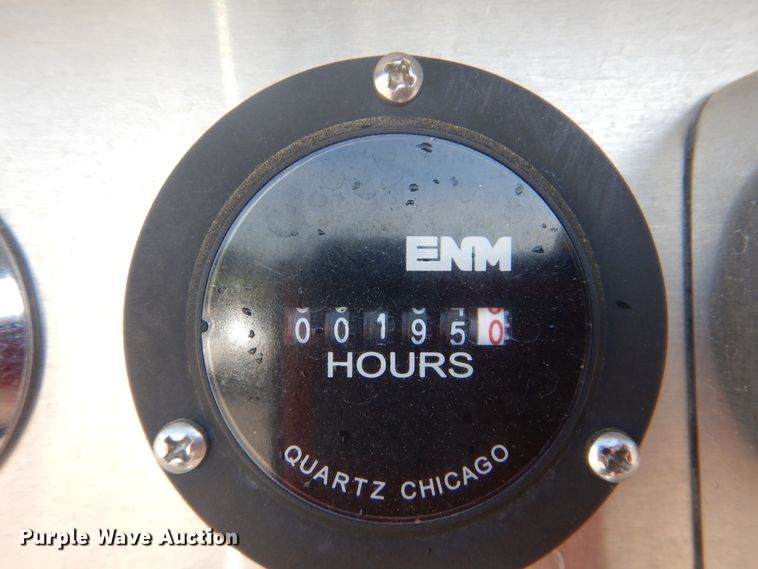 ENM
001950
HOURS
QUARTZ CHICAGO
Purple Wave Auction